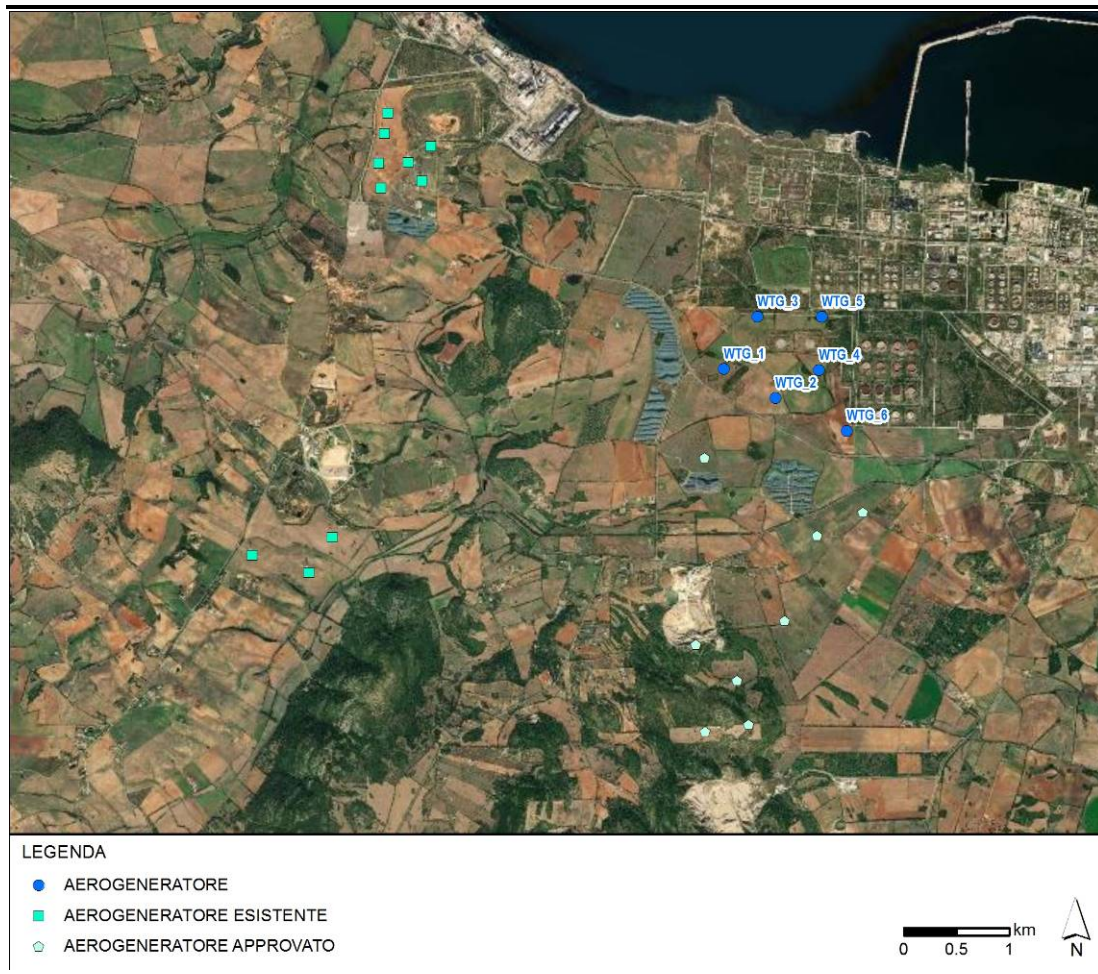 WTG_3
WTG_5
WTG_1
WTG_4
WTG_2
WTG_6
LEGENDA
AEROGENERATORE
AEROGENERATORE ESISTENTE
AEROGENERATORE APPROVATO
km
0 0.5 1
N